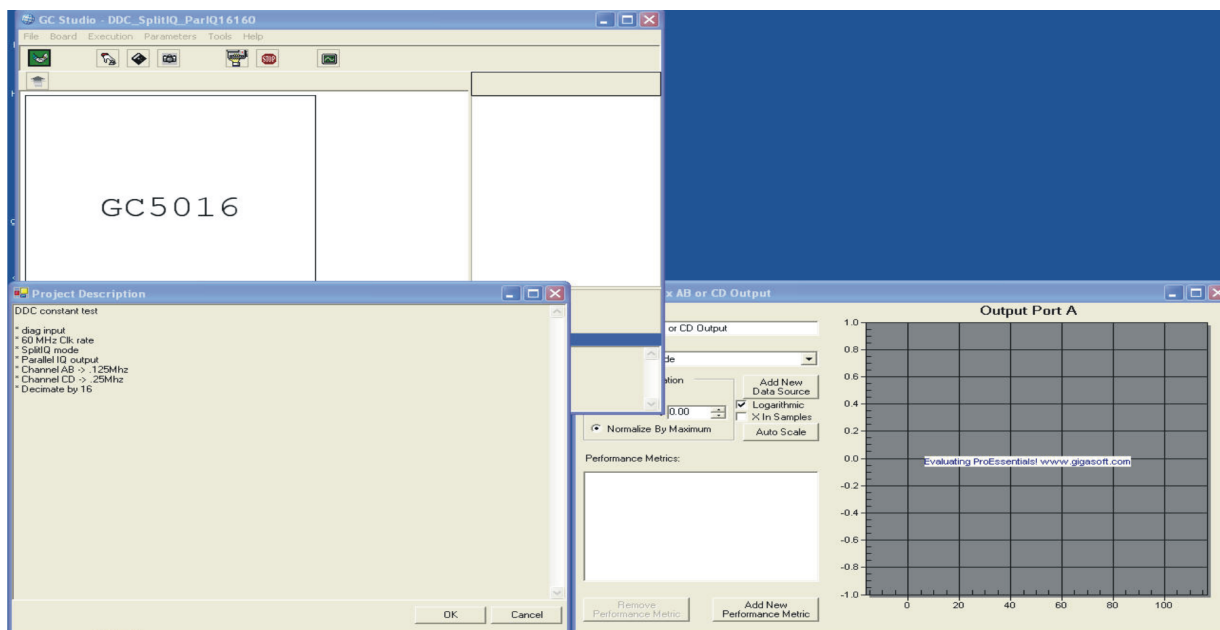 GC Studio - DDC_SplitIQ_ParIQ16160
File Board Execution Parameters Tools Help
STOP
GC5016
Project Description
DDC constant test
* diag input
* 60 MHz Clk rate
* SplitIQ mode
* Parallel IQ output
* Channel AB -> .125Mhz
* Channel CD -> .25Mhz
* Decimate by 16
OK Cancel
x AB or CD Output
or CD Output
Add New
Data Source
0.00
Logarithmic
X In Samples
Normalize By Maximum
Auto Scale
Performance Metrics:
Remove
Performance Metric
Add New
Performance Metric
Output Port A
1.0
0.8
0.6
0.4
0.2
0.0
-0.2
-0.4
-0.6
-0.8
-1.0
Evaluating ProEssentials! www.gigasoft.com
0 20 40 60 80 100